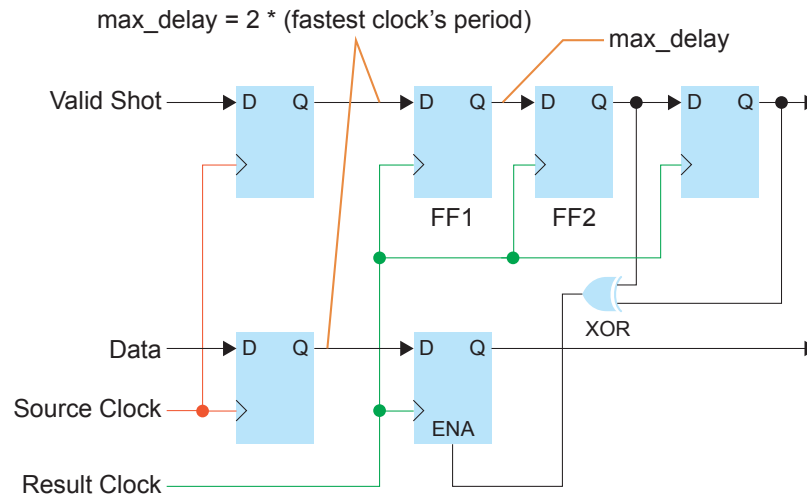 max_delay = 2 * (fastest clock’s period)
max_delay
Valid Shot
D Q
D Q
D Q
D Q
FF1
FF2
XOR
Data
D Q
D Q
Source Clock
ENA
Result Clock